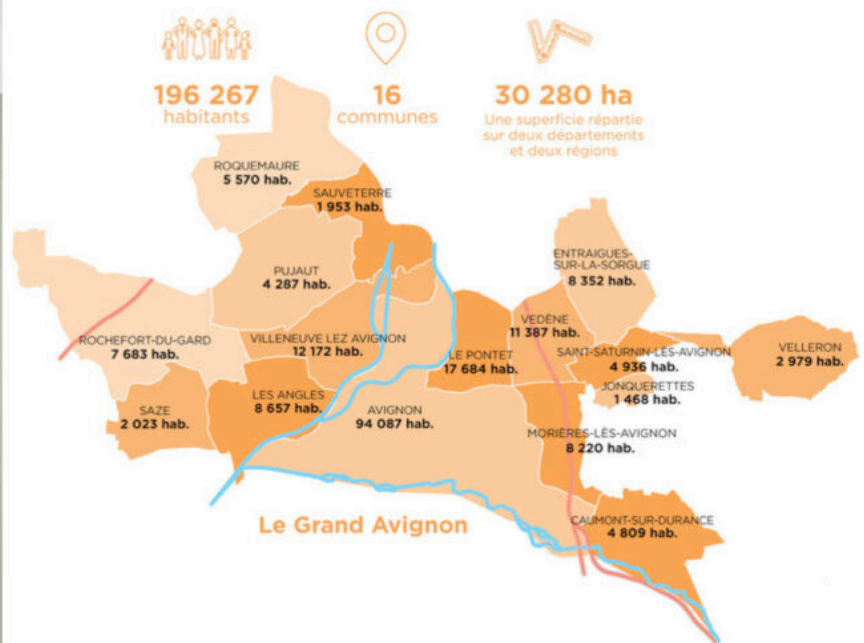 196 267
habitants
16
communes
30 280 ha
Une superficie répartie
sur deux départements
et deux régions
ROQUEMAURE
5 570 hab.
SAUVETERRE
1 953 hab.
PUJAUT
4 287 hab.
ENTRAIGUES-
SUR-LA-SORGUE
8 352 hab.
ROCHEFORT-DU-GARD
7 683 hab.
VILLENEUVE LEZ AVIGNON
12 172 hab.
LE PONTET
17 684 hab.
VEDÈNE
11 387 hab.
SAINT-SATURNIN-LÈS-AVIGNON
4 936 hab.
VELLERON
2 979 hab.
JONQUERETTES
1 468 hab.
SAZE
2 023 hab.
LES ANGLES
8 657 hab.
AVIGNON
94 087 hab.
MORIÈRES-LÈS-AVIGNON
8 220 hab.
CAUMONT-SUR-DURANCE
4 809 hab.
Le Grand Avignon